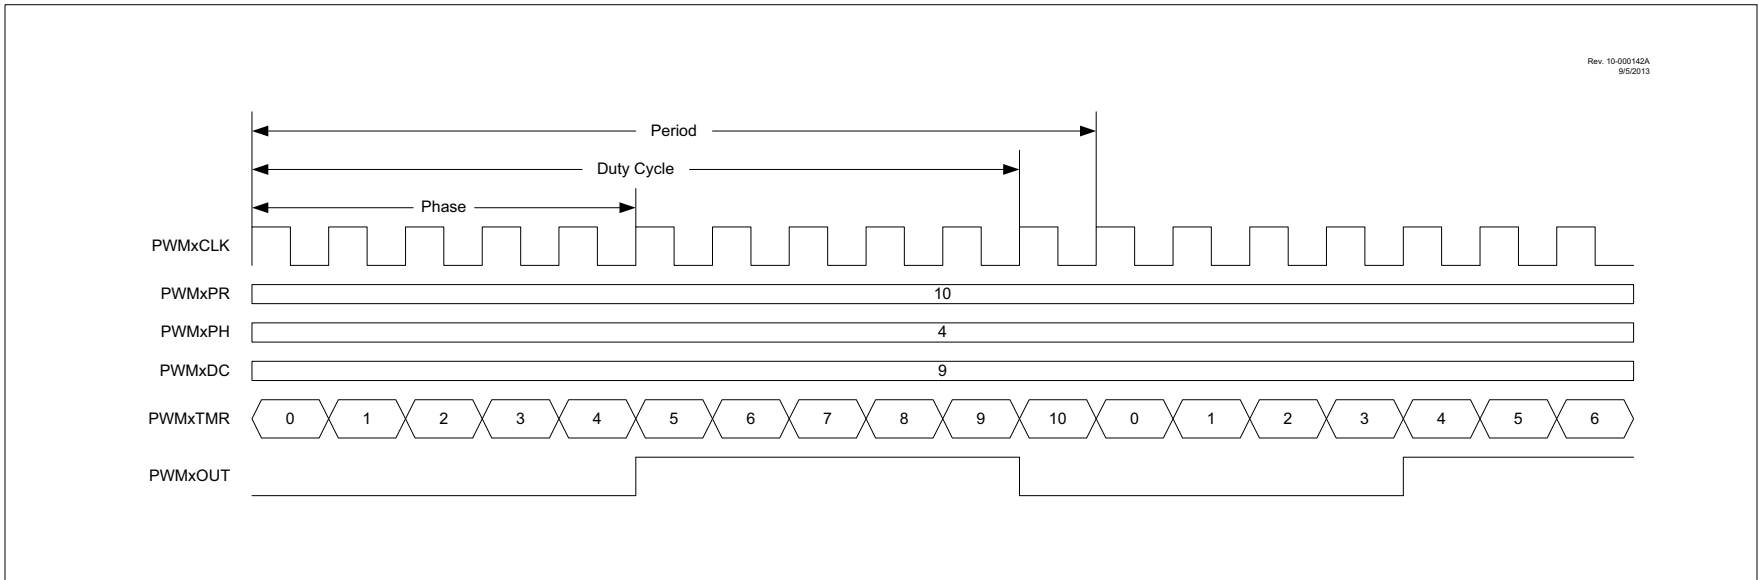 Rev. 10-000142A
9/5/2013
Period
Duty Cycle
Phase
PWMxCLK
PWMxPR 10
PWMxPH 4
PWMxDC 9
PWMxTMR 0 1 2 3 4 5 6 7 8 9 10 0 1 2 3 4 5 6
PWMxOUT